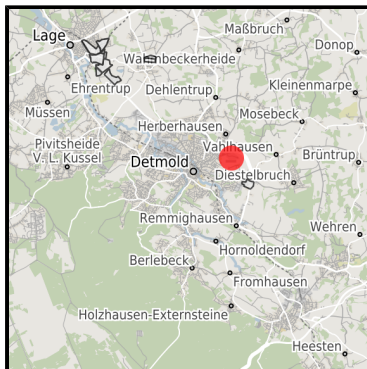 Maßbruch
Lage
Donop
Wahmbeckerheide
Ehrentrup
Dehlentrup
Kleinenmarpe
Müssen
Mosebeck
Herberhausen
Pivitsheide
V. L. Küssel
Vahlhausen
Brüntrup
Detmold
Diestelbruch
Remmighausen
Wehren
Hornoldendorf
Berlebeck
Fromhausen
Holzhausen-Externsteine
Heesten